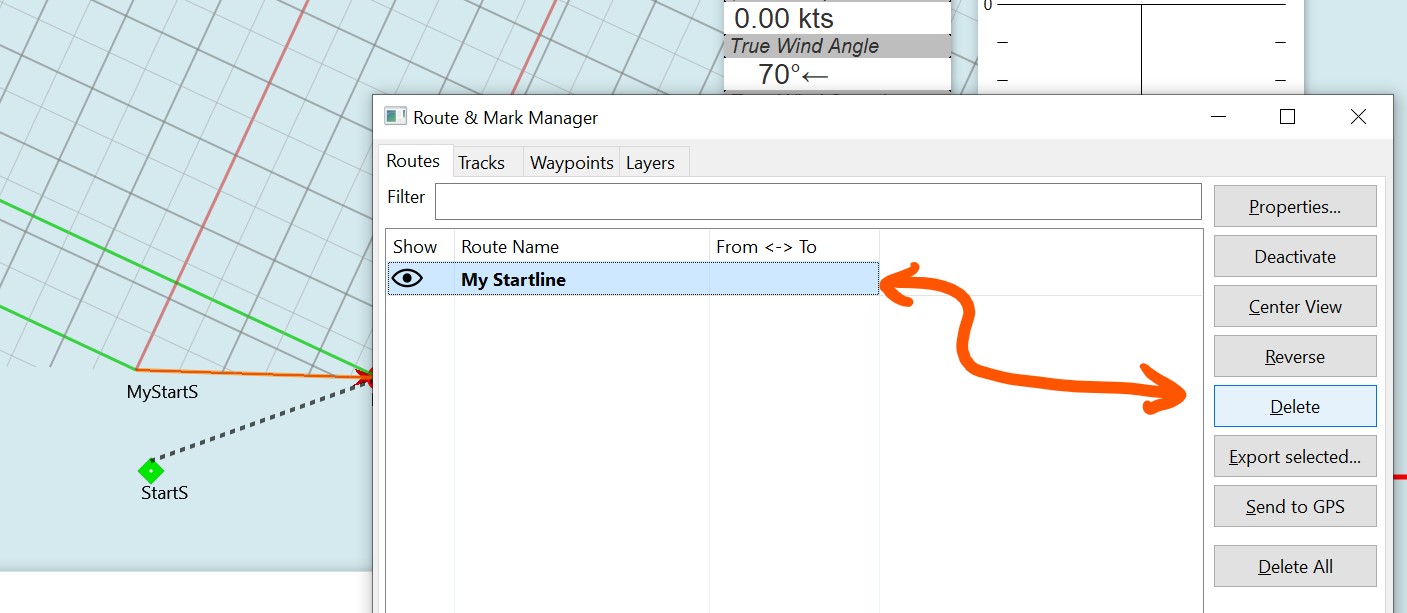 0
0.00 kts
True Wind Angle
70°←
Route & Mark Manager
Routes Tracks Waypoints Layers
Filter
Properties...
Show Route Name From <-> To
Deactivate
My Startline
Center View
Reverse
MyStartS
Delete
Export selected...
StartS
Send to GPS
Delete All